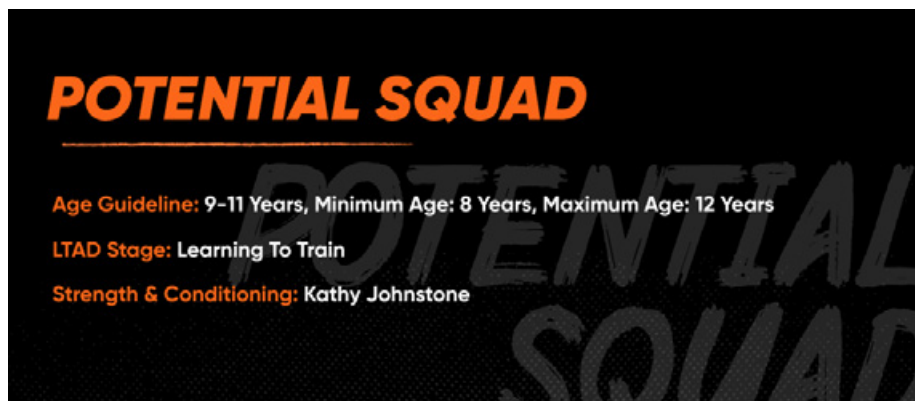 POTENTIAL SQUAD
Age Guideline: 9-11 Years, Minimum Age: 8 Years, Maximum Age: 12 Years
LTAD Stage: Learning To Train
Strength & Conditioning: Kathy Johnstone
POTENTIAL
SQUAD